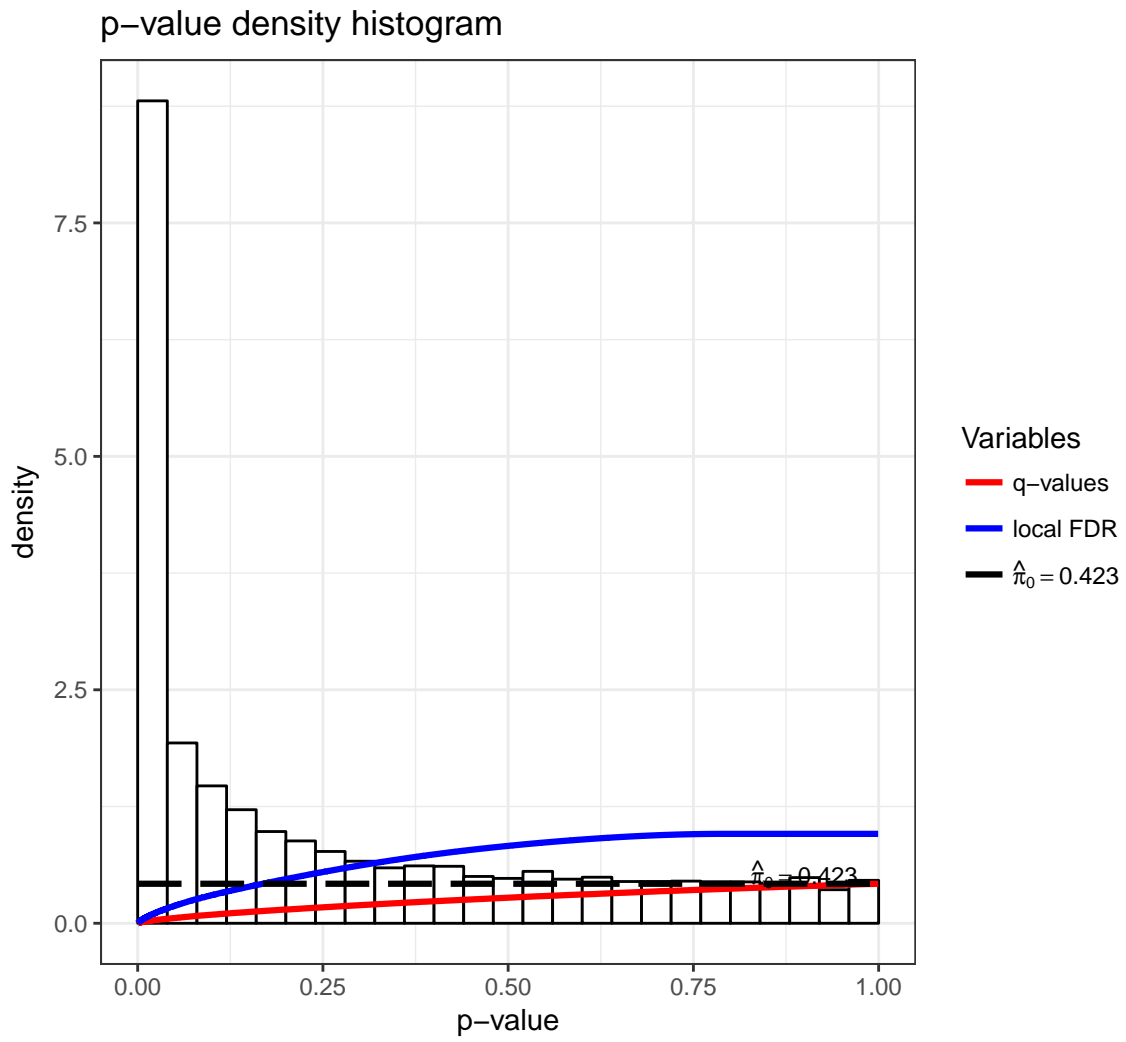 p−value density histogram
7.5
5.0
2.5
0.0
density
π̂₀ = 0.423
0.00 0.25 0.50 0.75 1.00
p−value
Variables
q−values
local FDR
π̂₀ = 0.423